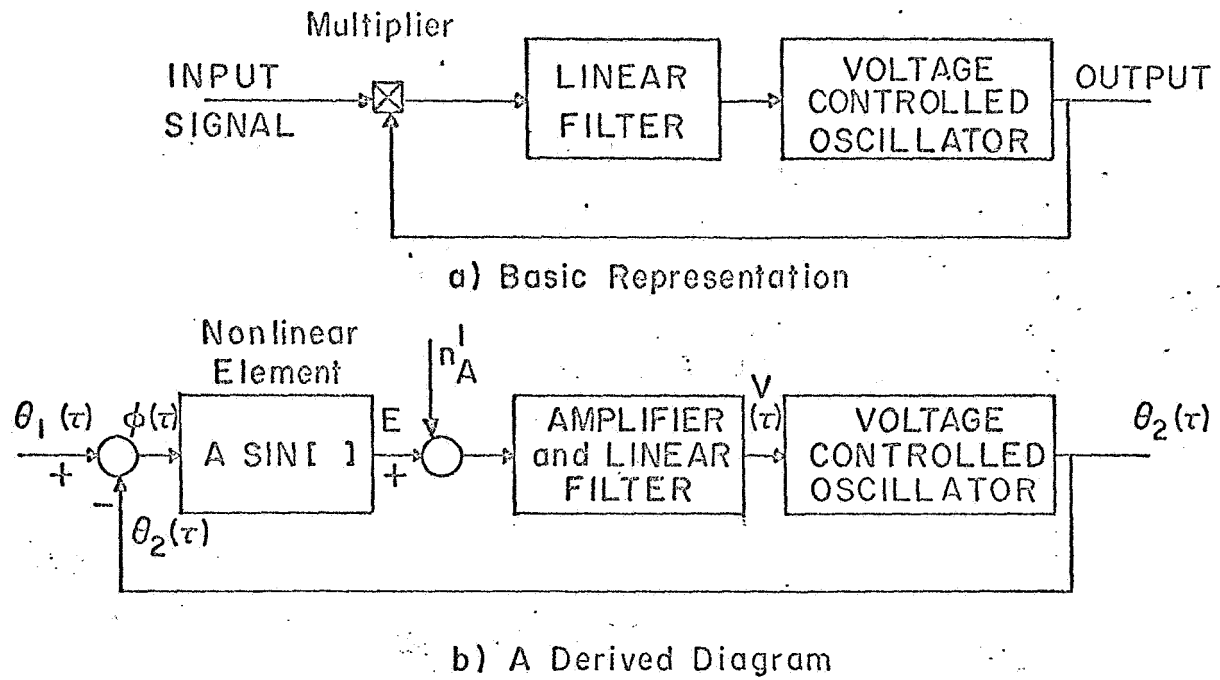 Multiplier
INPUT
SIGNAL
LINEAR
FILTER
VOLTAGE
CONTROLLED
OSCILLATOR
OUTPUT
a) Basic Representation
Nonlinear
Element
n'A
θ1(τ)
+
-
ϕ(τ)
A SIN[ ]
E
+
AMPLIFIER
and LINEAR
FILTER
V
(τ)
VOLTAGE
CONTROLLED
OSCILLATOR
θ2(τ)
θ2(τ)
b) A Derived Diagram